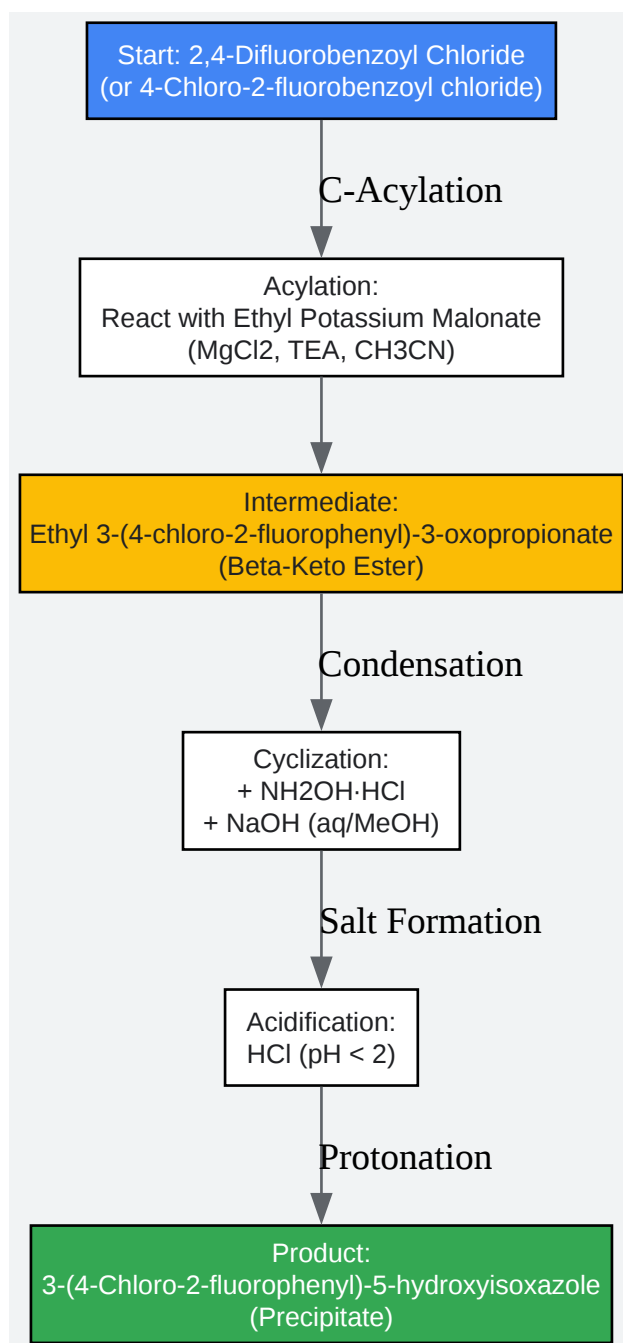 Start: 2,4-Difluorobenzoyl Chloride
(or 4-Chloro-2-fluorobenzoyl chloride)
C-Acylation
Acylation:
React with Ethyl Potassium Malonate
(MgCl2, TEA, CH3CN)
Intermediate:
Ethyl 3-(4-chloro-2-fluorophenyl)-3-oxopropionate
(Beta-Keto Ester)
Condensation
Cyclization:
+ NH2OH·HCl
+ NaOH (aq/MeOH)
Salt Formation
Acidification:
HCl (pH < 2)
Protonation
Product:
3-(4-Chloro-2-fluorophenyl)-5-hydroxyisoxazole
(Precipitate)